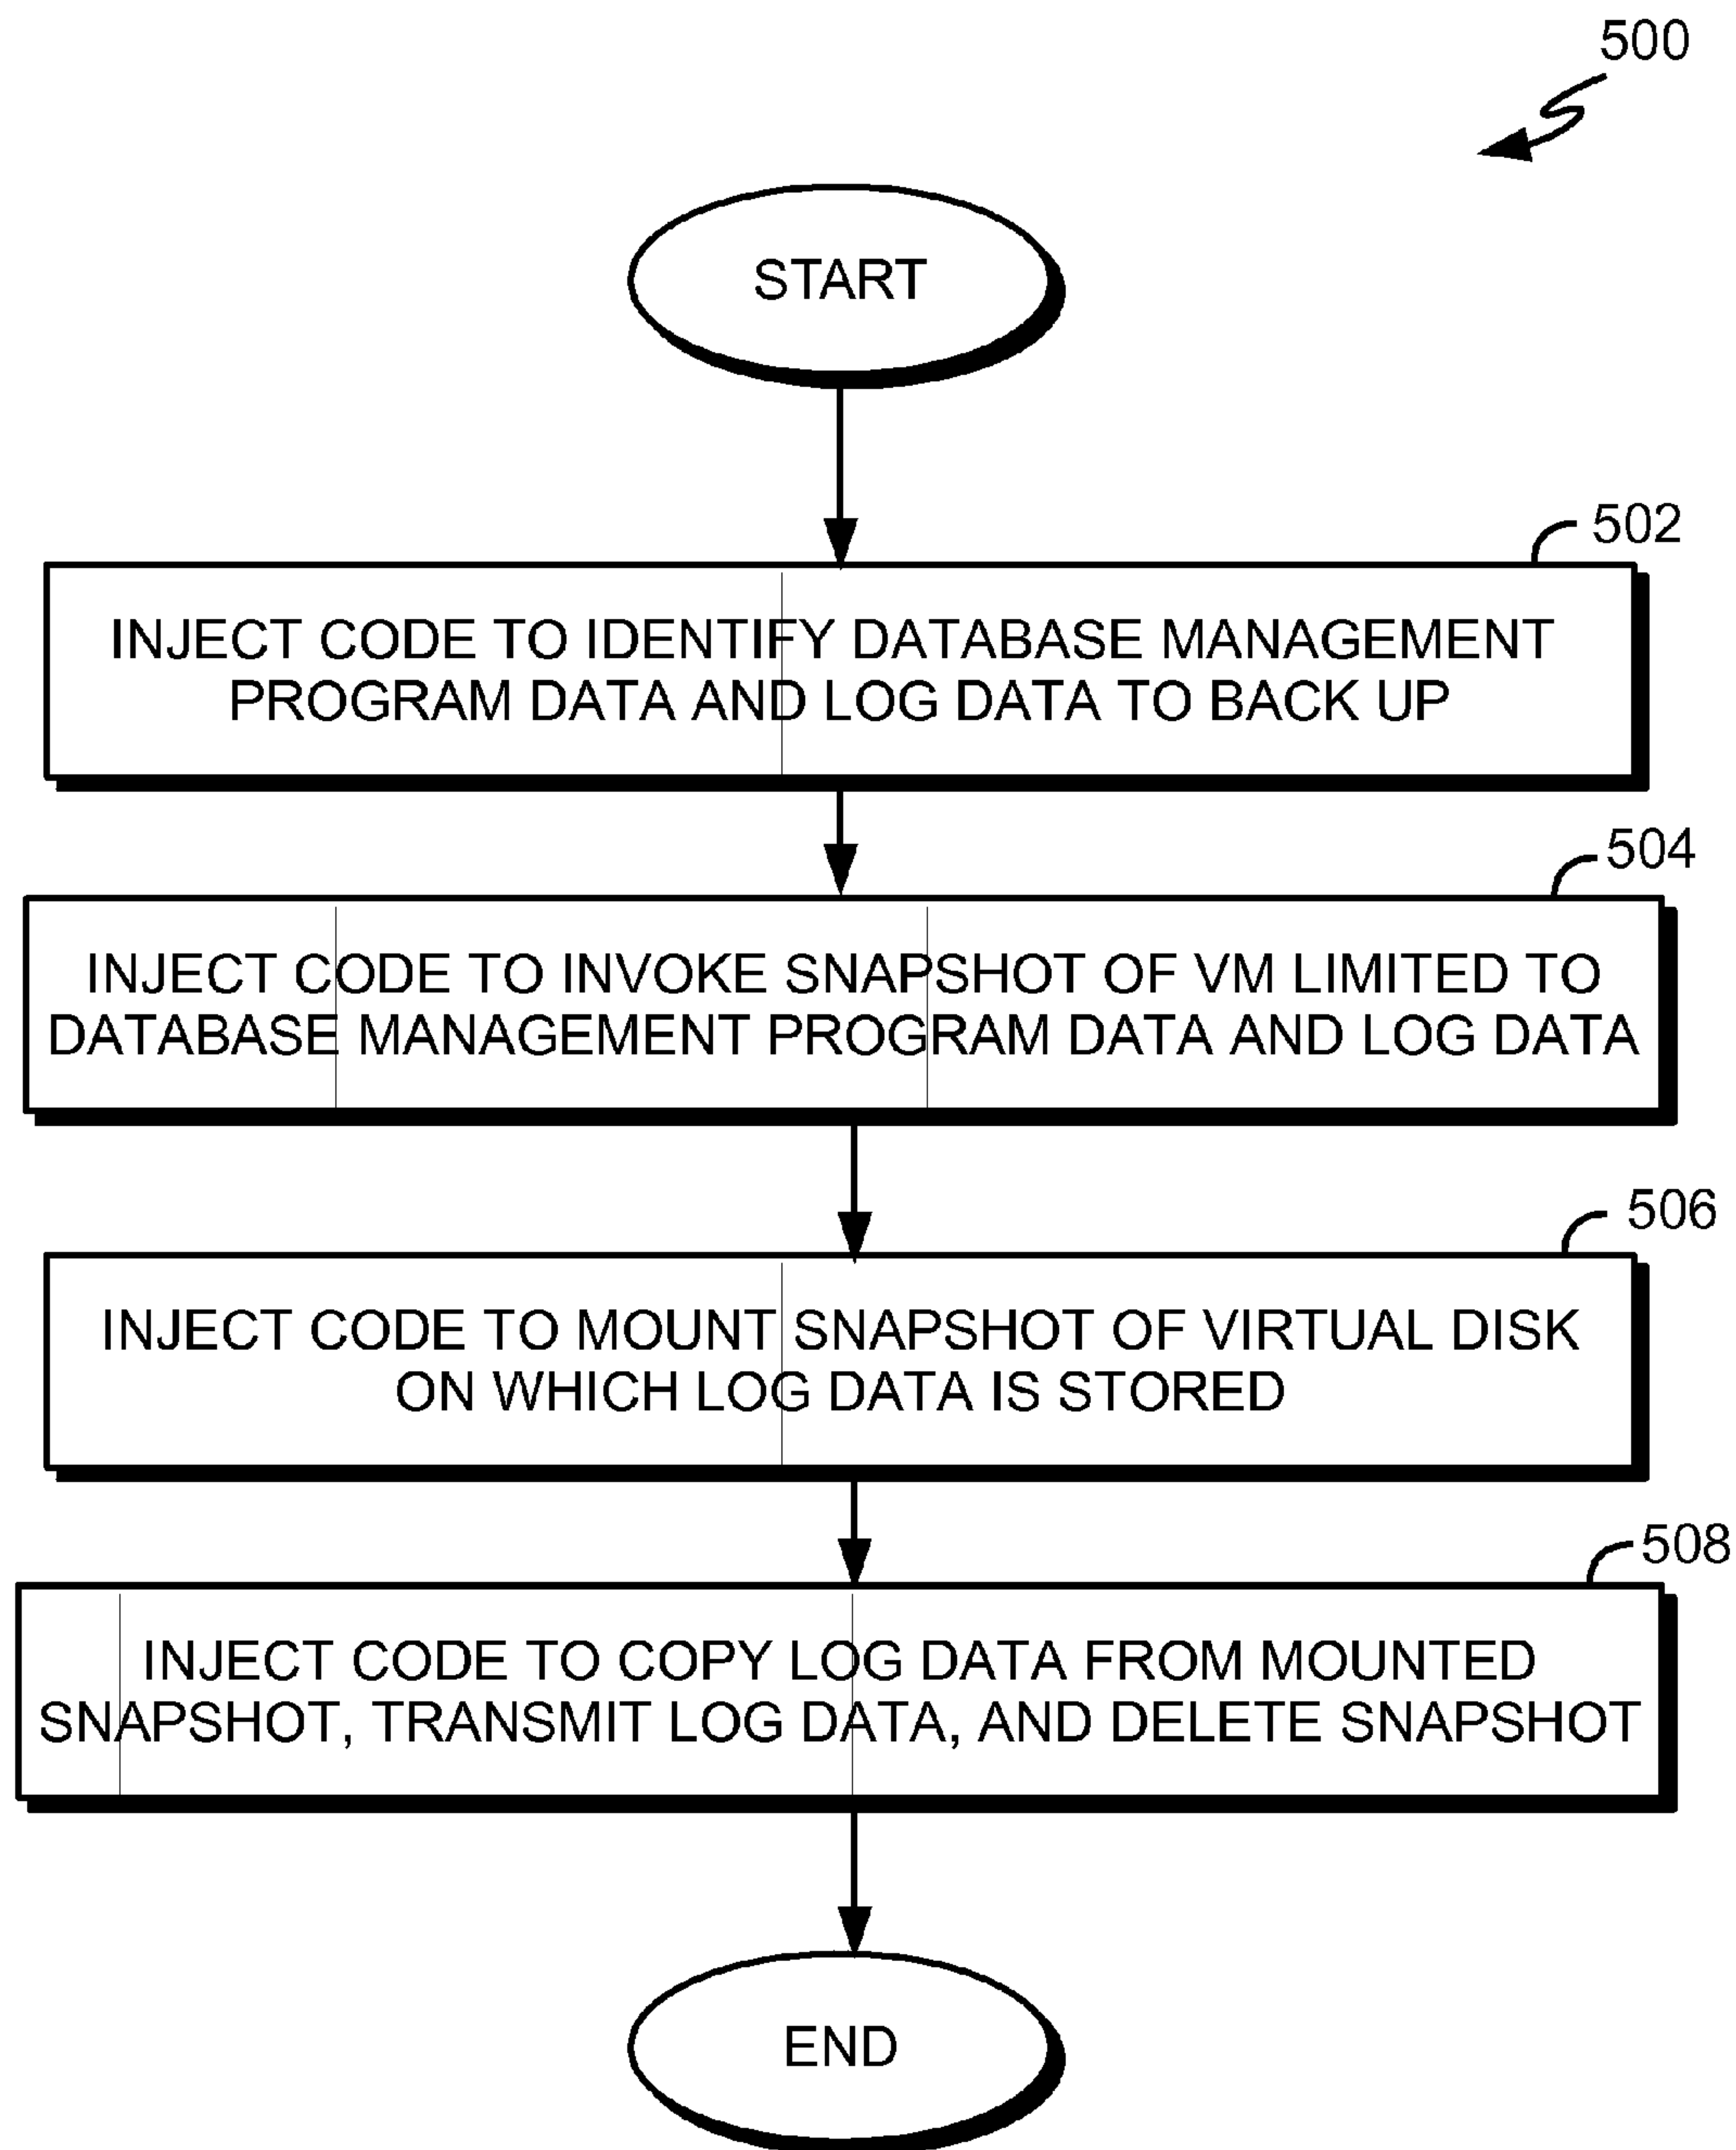 500
START
502
INJECT CODE TO IDENTIFY DATABASE MANAGEMENT
PROGRAM DATA AND LOG DATA TO BACK UP
504
INJECT CODE TO INVOKE SNAPSHOT OF VM LIMITED TO
DATABASE MANAGEMENT PROGRAM DATA AND LOG DATA
506
INJECT CODE TO MOUNT SNAPSHOT OF VIRTUAL DISK
ON WHICH LOG DATA IS STORED
508
INJECT CODE TO COPY LOG DATA FROM MOUNTED
SNAPSHOT, TRANSMIT LOG DATA, AND DELETE SNAPSHOT
END